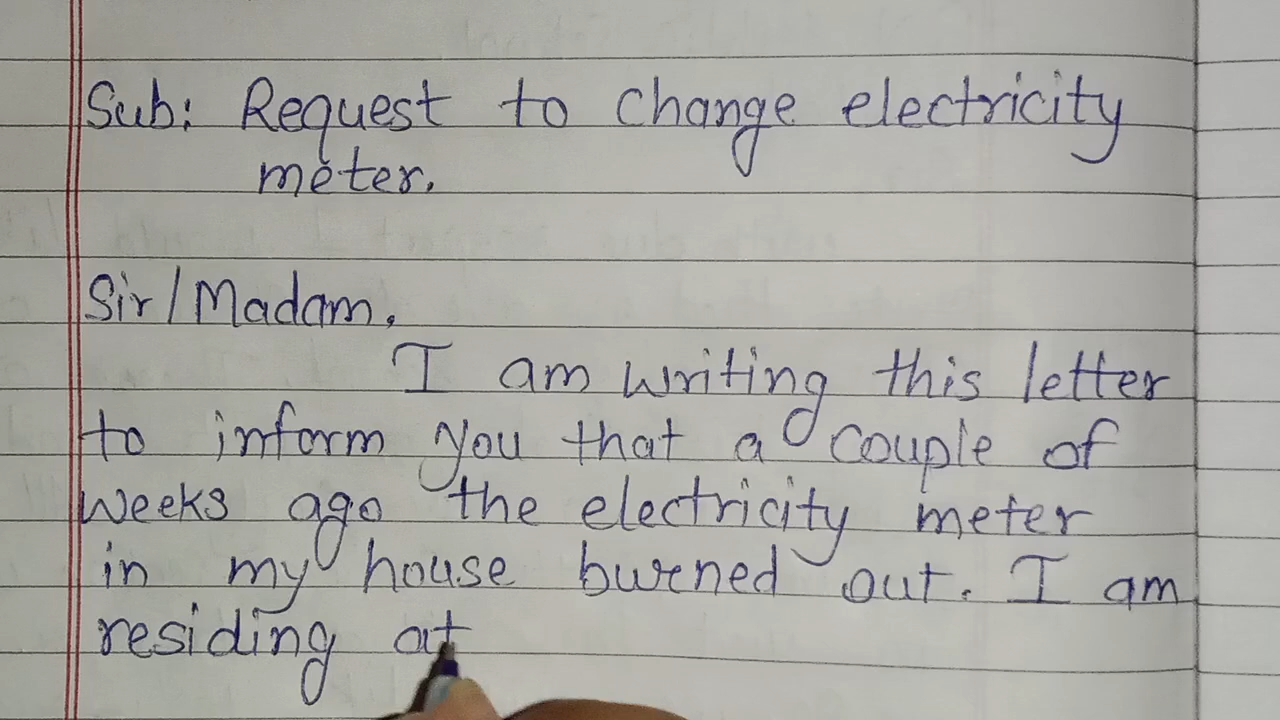 Sub: Request to change electricity
meter.
Sir/Madam,
I am writing this letter
to inform you that a couple of
weeks ago the electricity meter
in my house burned out. I am
residing at